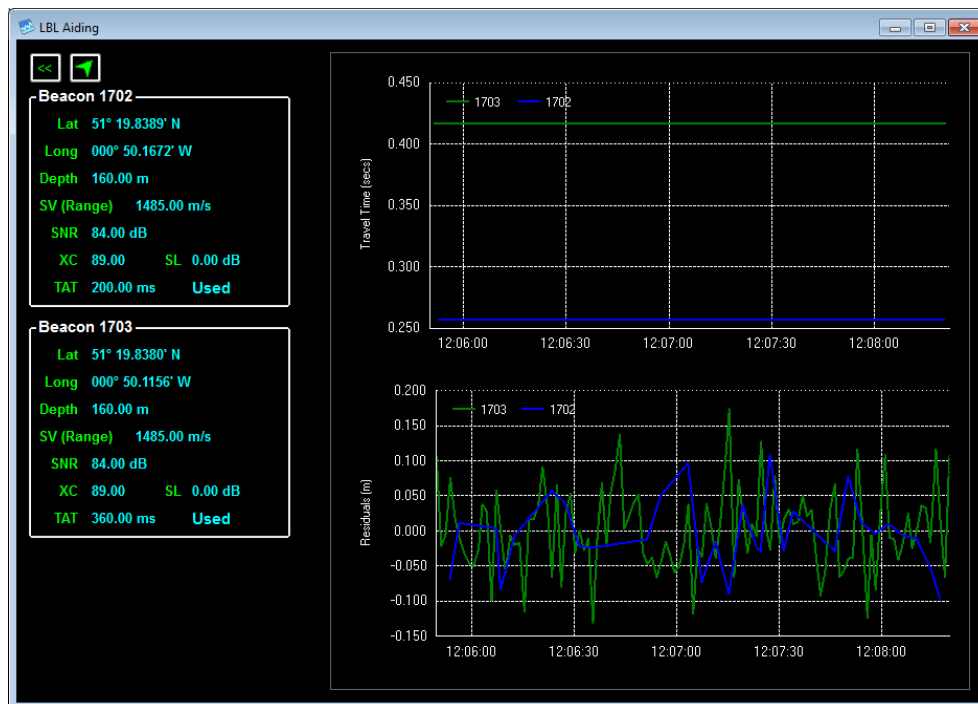 LBL Aiding
<<
Beacon 1702
Lat 51° 19.8389' N
Long 000° 50.1672' W
Depth 160.00 m
SV (Range) 1485.00 m/s
SNR 84.00 dB
XC 89.00 SL 0.00 dB
TAT 200.00 ms Used
Beacon 1703
Lat 51° 19.8380' N
Long 000° 50.1156' W
Depth 160.00 m
SV (Range) 1485.00 m/s
SNR 84.00 dB
XC 89.00 SL 0.00 dB
TAT 360.00 ms Used
Travel Time (secs)
0.450
1703 1702
0.400
0.350
0.300
0.250
12:06:00 12:06:30 12:07:00 12:07:30 12:08:00
Residuals (m)
0.200
1703 1702
0.150
0.100
0.050
0.000
-0.050
-0.100
-0.150
12:06:00 12:06:30 12:07:00 12:07:30 12:08:00